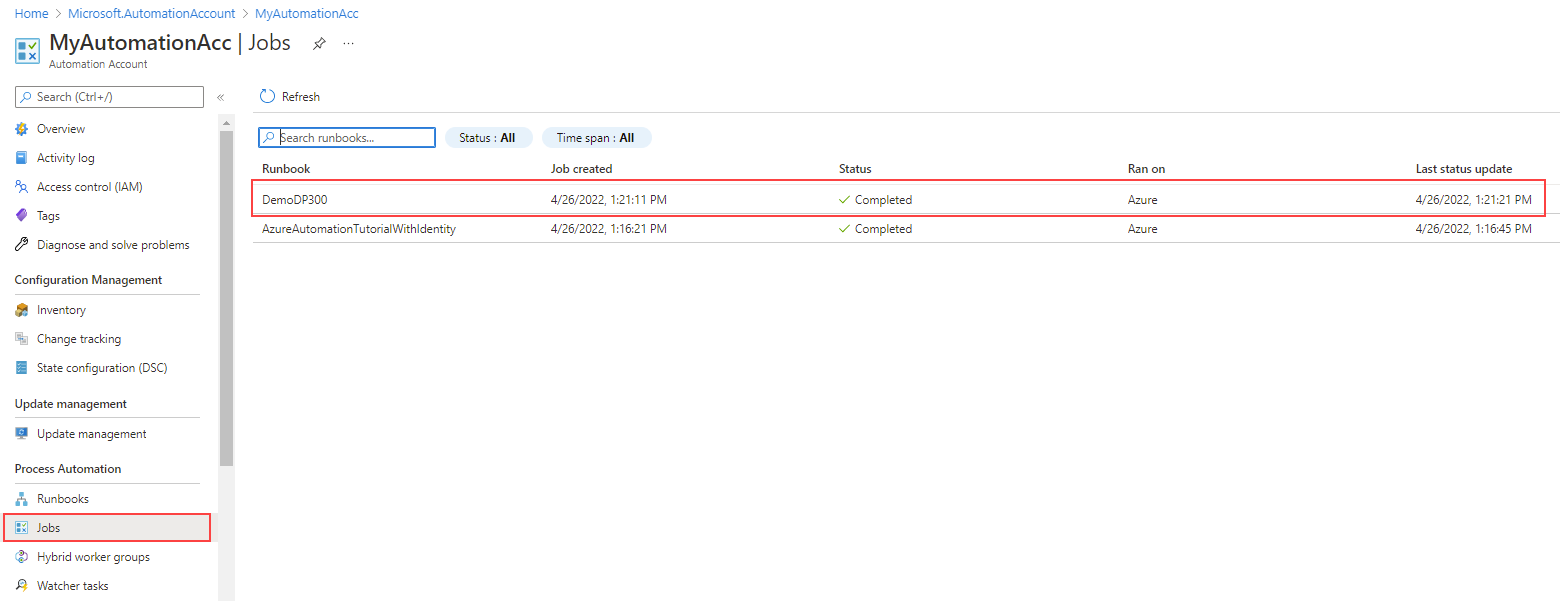 Home > Microsoft.AutomationAccount > MyAutomationAcc
MyAutomationAcc | Jobs ...
Automation Account
Search (Ctrl+/) «
Overview
Activity log
Access control (IAM)
Tags
Diagnose and solve problems
Configuration Management
Inventory
Change tracking
State configuration (DSC)
Update management
Update management
Process Automation
Runbooks
Jobs
Hybrid worker groups
Watcher tasks
Refresh
Search runbooks... Status : All Time span : All
Runbook Job created Status Ran on Last status update
DemoDP300 4/26/2022, 1:21:11 PM Completed Azure 4/26/2022, 1:21:21 PM
AzureAutomationTutorialWithIdentity 4/26/2022, 1:16:21 PM Completed Azure 4/26/2022, 1:16:45 PM